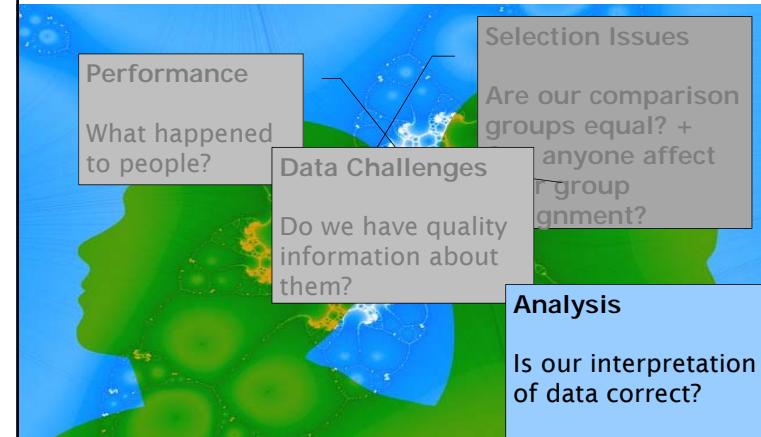 Performance
What happened
to people?
Selection Issues
Are our comparison
groups equal? +
anyone affect
group
Data Challenges
Do we have quality
information about
them?
Analysis
Is our interpretation
of data correct?